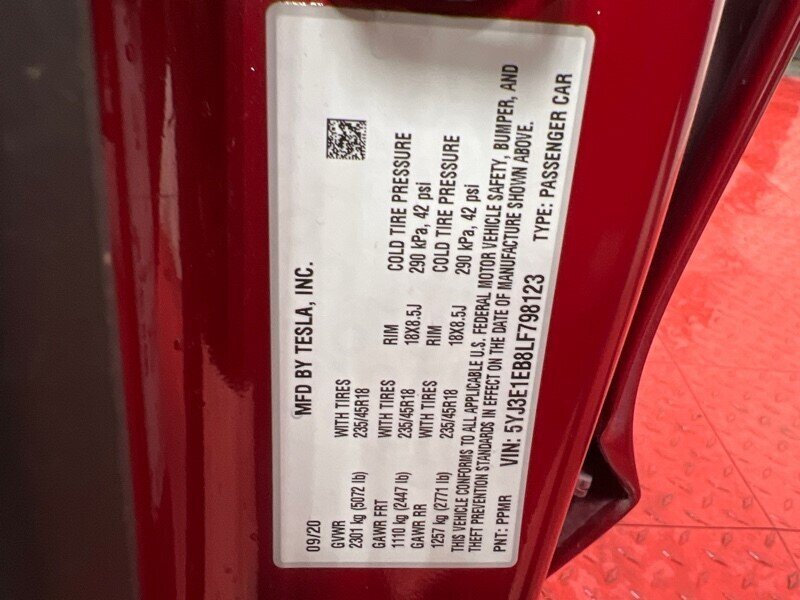 MFD BY TESLA, INC.
09/20
GVWR WITH TIRES RIM COLD TIRE PRESSURE
2301 kg (5072 lb) 235/45R18
GAWR FRT WITH TIRES RIM COLD TIRE PRESSURE
1110 kg (2447 lb) 235/45R18 18X8.5J 290 kPa, 42 psi
GAWR RR WITH TIRES RIM COLD TIRE PRESSURE
1257 kg (2771 lb) 235/45R18 18X8.5J 290 kPa, 42 psi
THIS VEHICLE CONFORMS TO ALL APPLICABLE U.S. FEDERAL MOTOR VEHICLE SAFETY, BUMPER, AND
THEFT PREVENTION STANDARDS IN EFFECT ON THE DATE OF MANUFACTURE SHOWN ABOVE.
PNT: PPMR VIN: 5YJ3E1EB8LF798123 TYPE: PASSENGER CAR